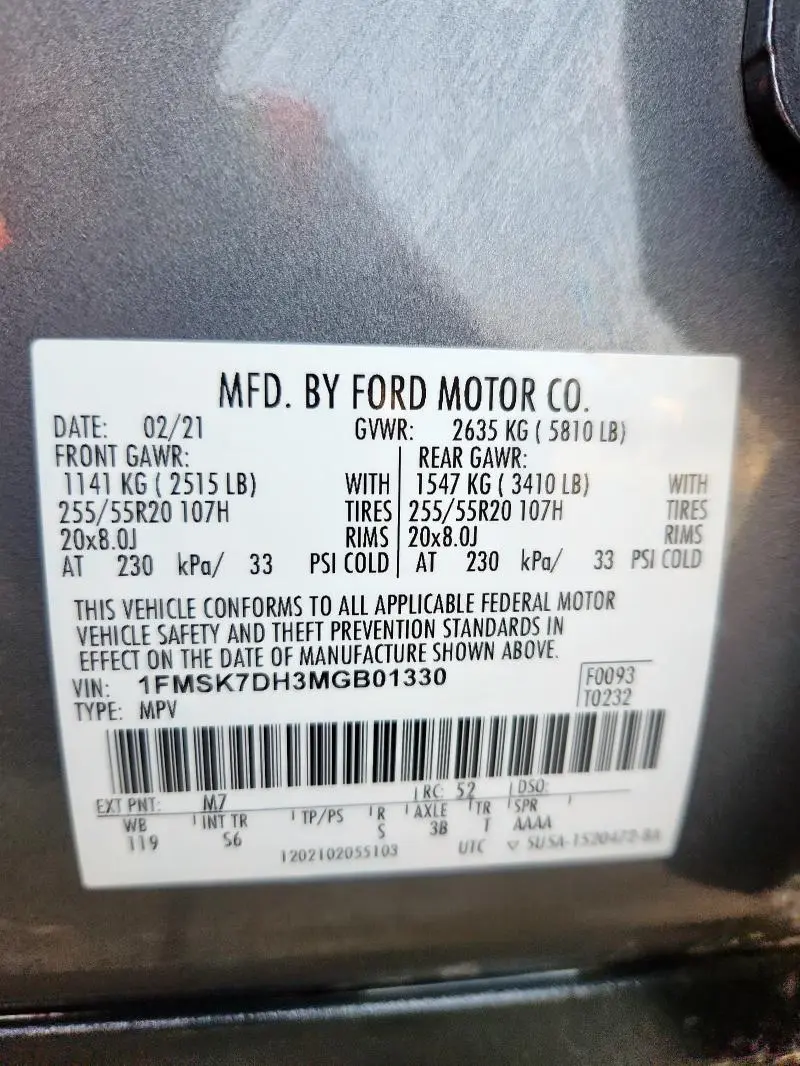 MFD. BY FORD MOTOR CO.
DATE: 02/21 GVWR: 2635 KG ( 5810 LB)
FRONT GAWR: REAR GAWR:
1141 KG ( 2515 LB) WITH 1547 KG ( 3410 LB) WITH
255/55R20 107H TIRES 255/55R20 107H TIRES
20x8.0J RIMS 20x8.0J RIMS
AT 230 kPa/ 33 PSI COLD AT 230 kPa/ 33 PSI COLD
THIS VEHICLE CONFORMS TO ALL APPLICABLE FEDERAL MOTOR
VEHICLE SAFETY AND THEFT PREVENTION STANDARDS IN
EFFECT ON THE DATE OF MANUFACTURE SHOWN ABOVE.
VIN: 1FMSK7DH3MGB01330 F0093
TYPE: MPV T0232
EXT PNT: M7 RC: 52 DSO:
WB INT TR TP/PS R AXLE TR SPR
119 S6 S 3B T AAAA
1202102055103 UTC SU5A-1520472-BA